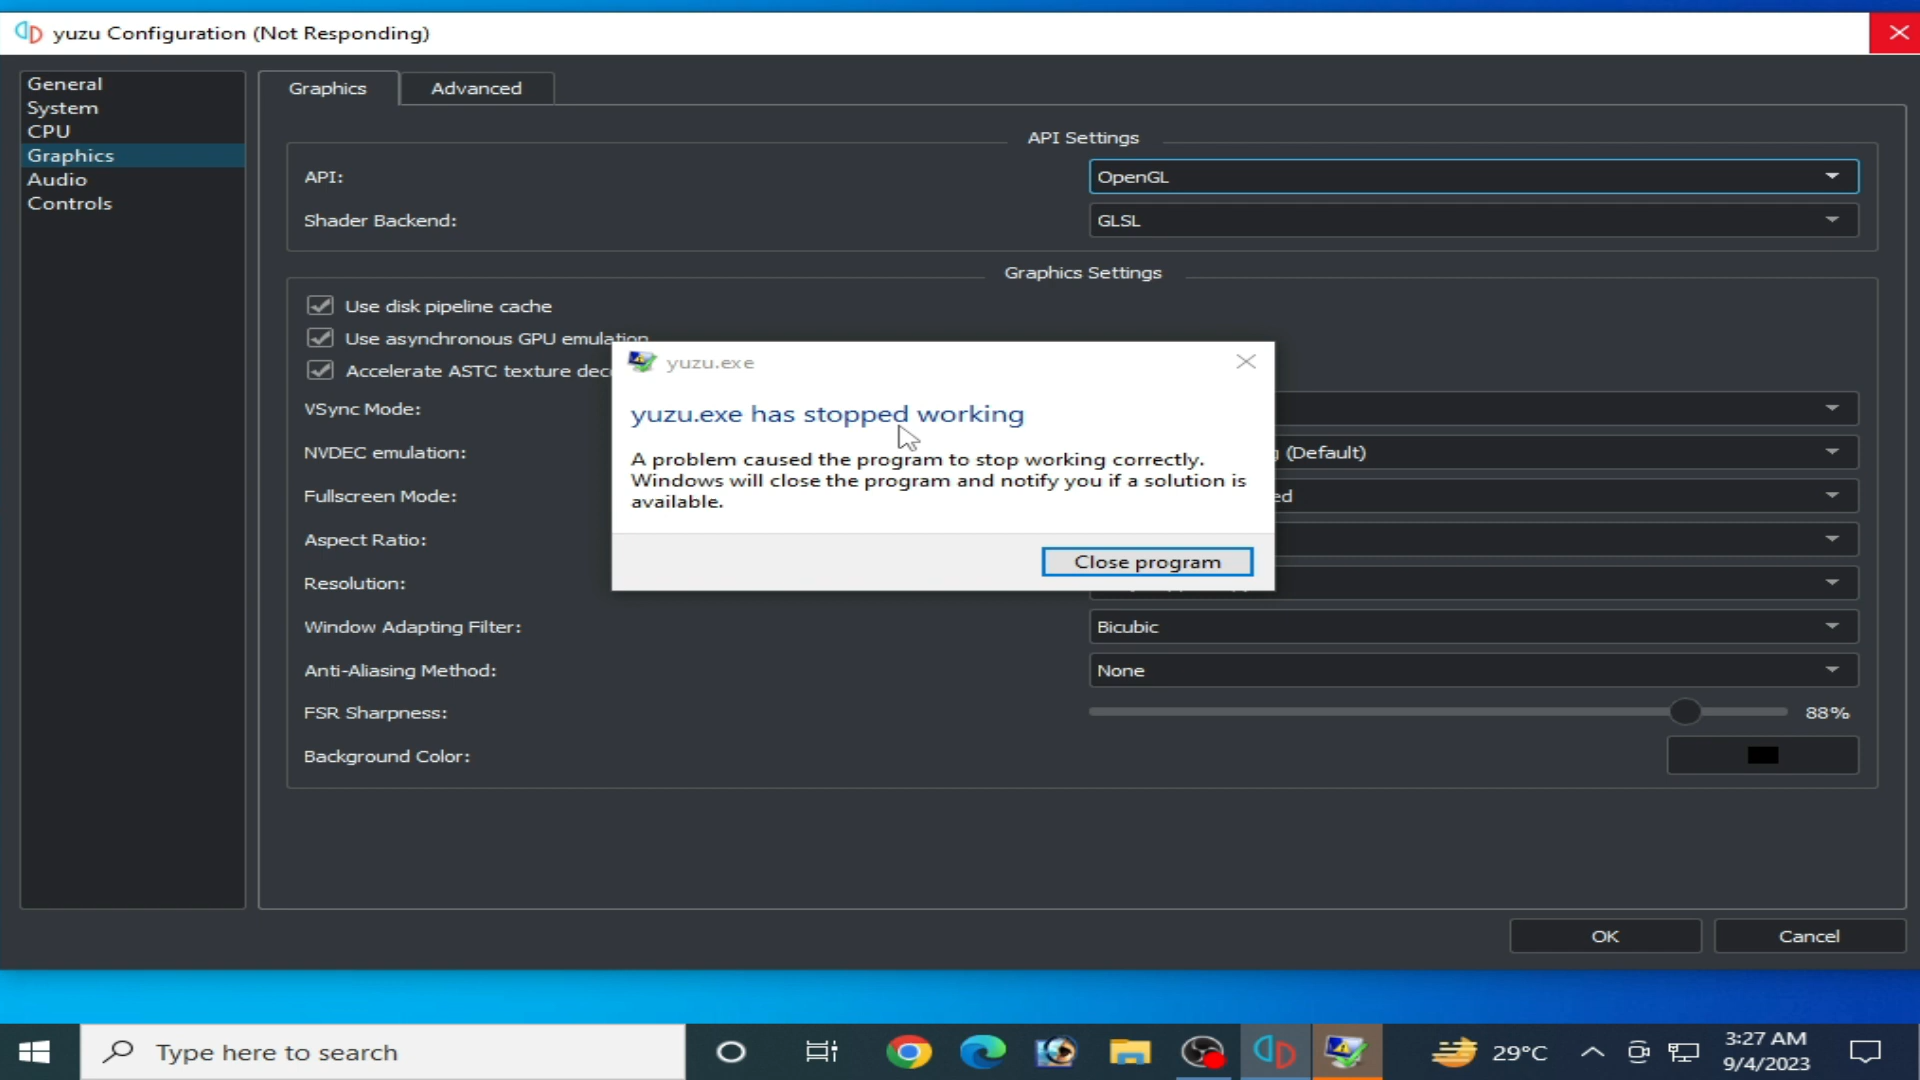 yuzu Configuration (Not Responding)
General
System
CPU
Graphics
Audio
Controls
Graphics
Advanced
API Settings
API:
OpenGL
Shader Backend:
GLSL
Graphics Settings
Use disk pipeline cache
Use asynchronous GPU emulation
Accelerate ASTC texture
VSync Mode:
NVDEC emulation:
(Default)
Fullscreen Mode:
Aspect Ratio:
Resolution:
Window Adapting Filter:
Bicubic
Anti-Aliasing Method:
None
FSR Sharpness:
88%
Background Color:
yuzu.exe
yuzu.exe has stopped working
A problem caused the program to stop working correctly.
Windows will close the program and notify you if a solution is
available.
Close program
OK
Cancel
Type here to search
29°C
3:27 AM
9/4/2023